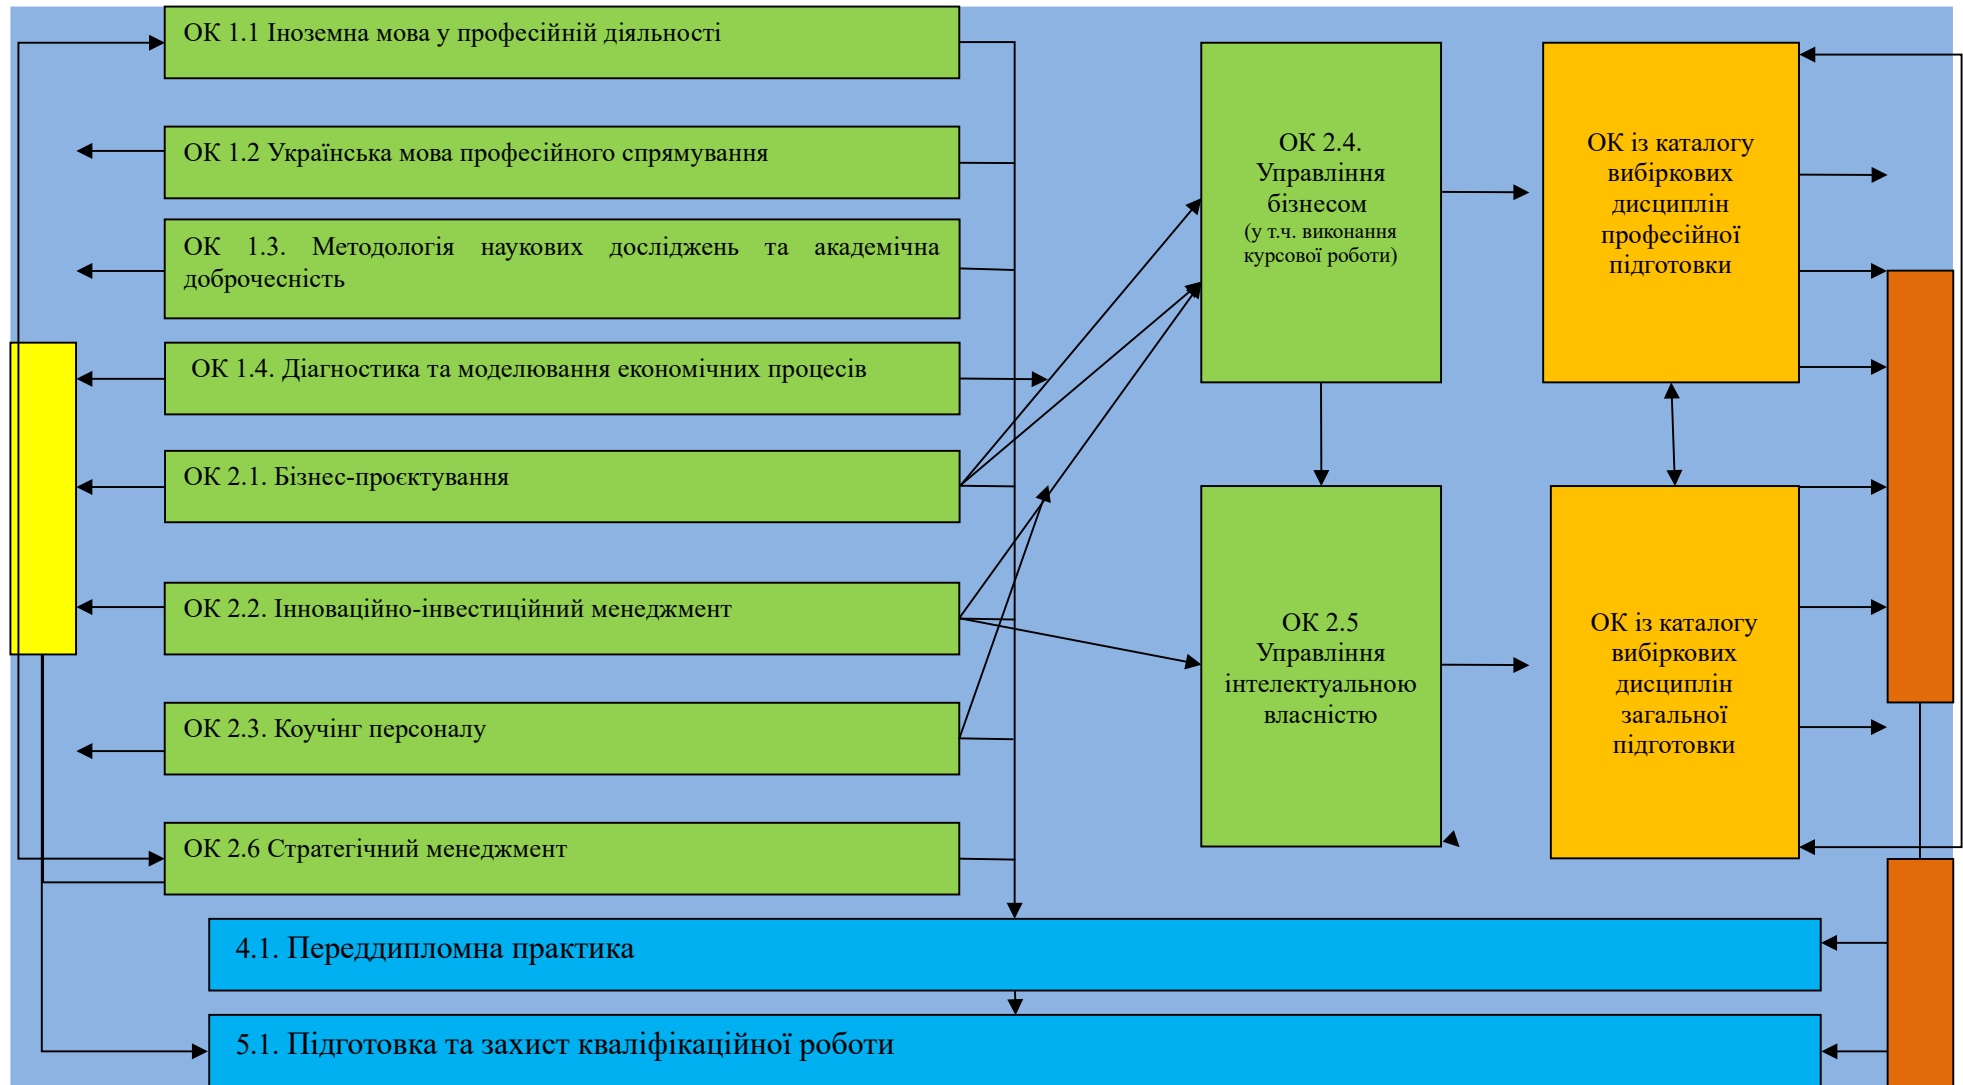 ОК 1.1 Іноземна мова у професійній діяльності
ОК 1.2 Українська мова професійного спрямування
ОК 1.3. Методологія наукових досліджень та академічна
доброчесність
ОК 1.4. Діагностика та моделювання економічних процесів
ОК 2.1. Бізнес-проєктування
ОК 2.2. Інноваційно-інвестиційний менеджмент
ОК 2.3. Коучінг персоналу
ОК 2.6 Стратегічний менеджмент
ОК 2.4.
Управління
бізнесом
(у т.ч. виконання
курсової роботи)
ОК 2.5
Управління
інтелектуальною
власністю
ОК із каталогу
вибіркових
дисциплін
професійної
підготовки
ОК із каталогу
вибіркових
дисциплін
загальної
підготовки
4.1. Переддипломна практика
5.1. Підготовка та захист кваліфікаційної роботи